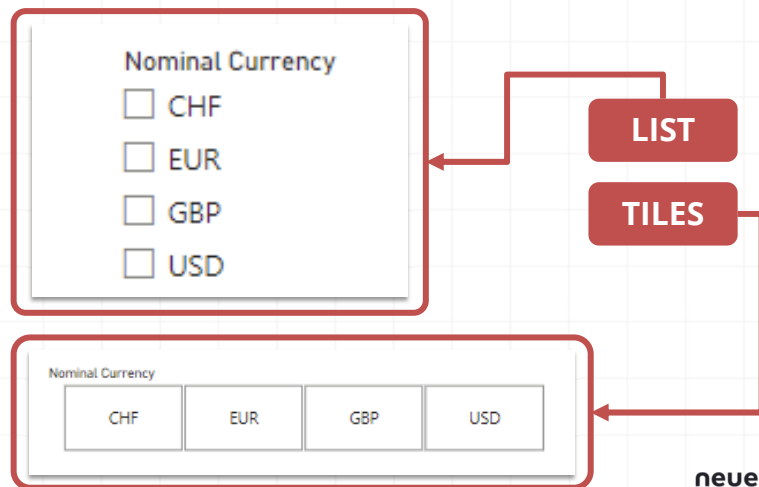 Nominal Currency
CHF
EUR
GBP
USD
LIST
TILES
Nominal Currency
CHF EUR GBP USD
neue